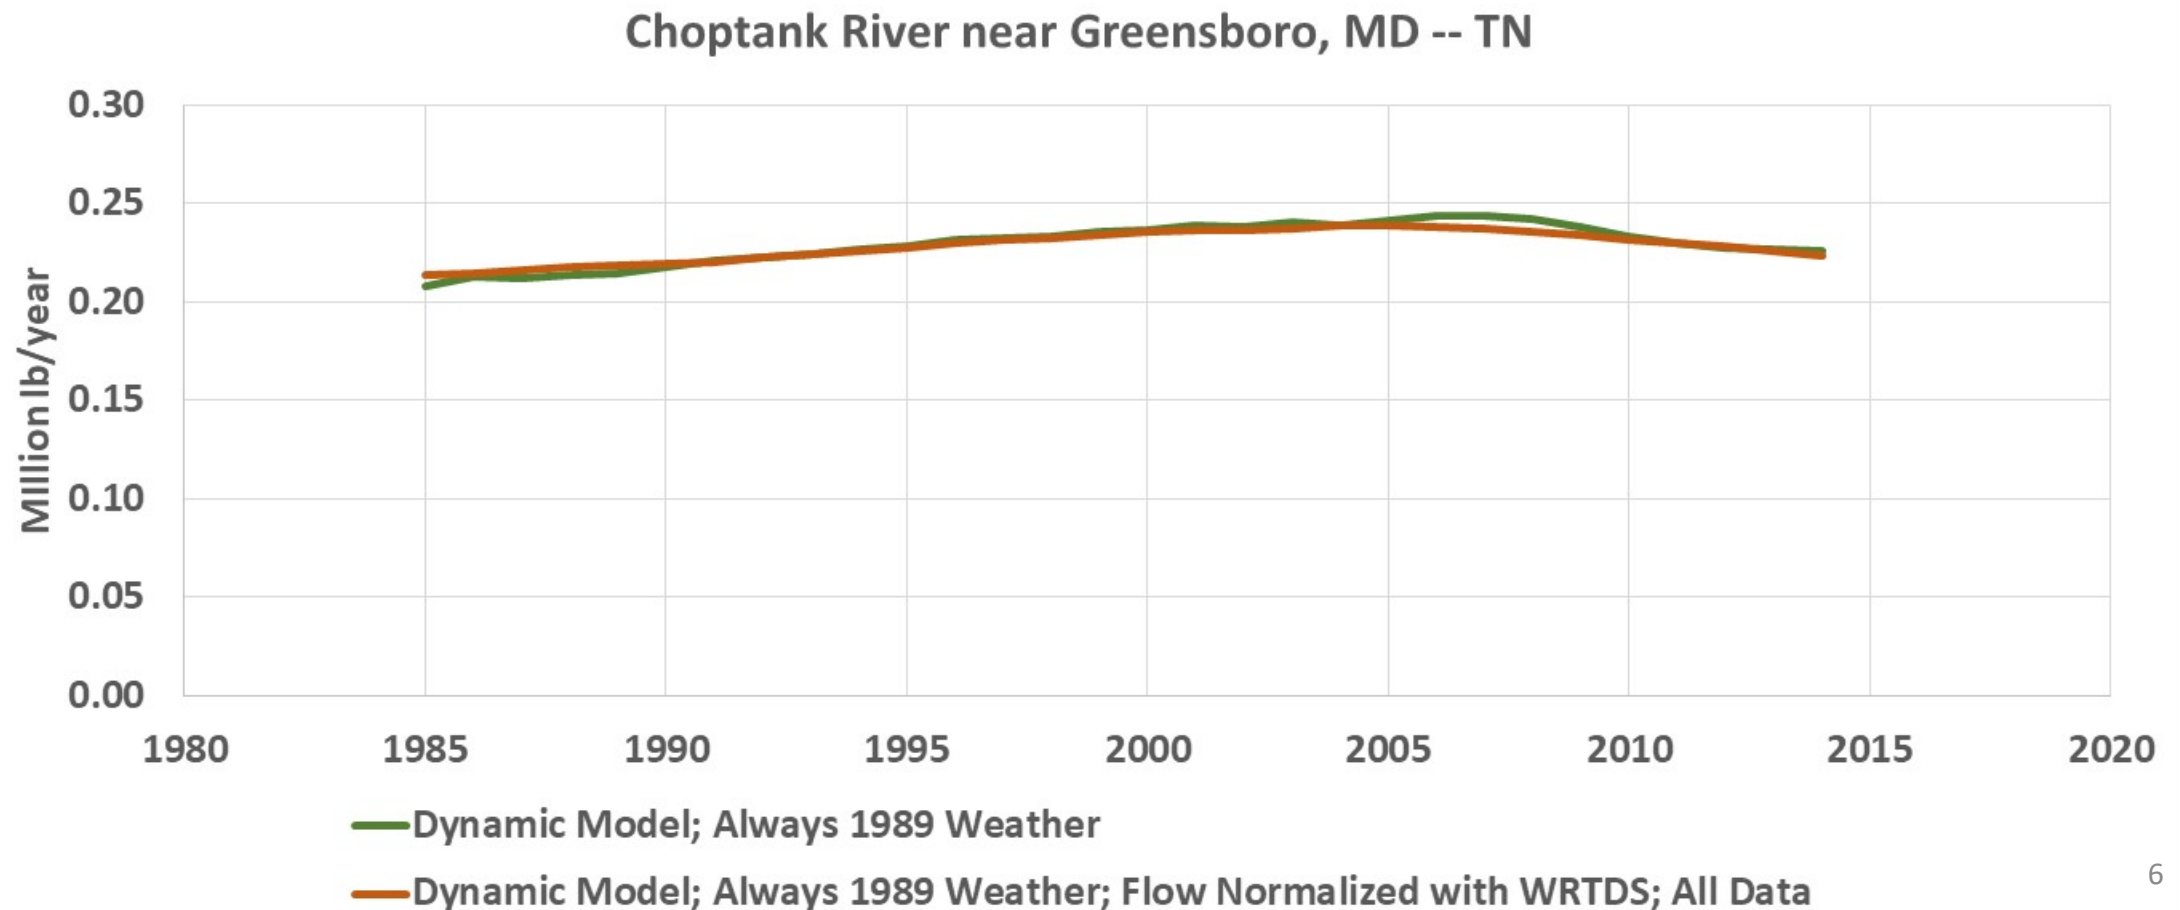 Choptank River near Greensboro, MD -- TN
0.30
0.25
0.20
0.15
0.10
0.05
0.00
MIllion lb/year
1980 1985 1990 1995 2000 2005 2010 2015 2020
Dynamic Model; Always 1989 Weather
Dynamic Model; Always 1989 Weather; Flow Normalized with WRTDS; All Data
6